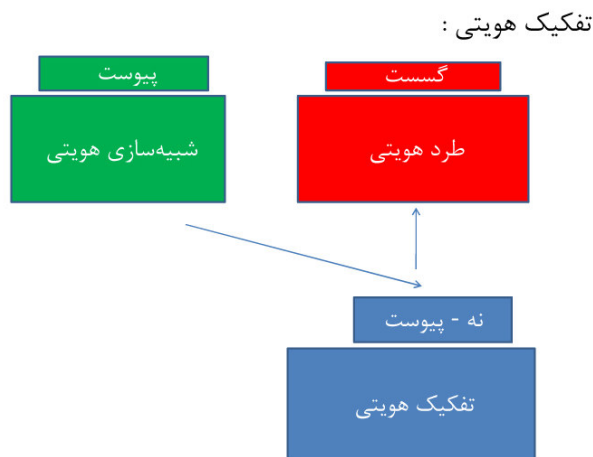 تفکیک هویتی :
گسست
طرد هویتی
پیوست
شبیه‌سازی هویتی
نه - پیوست
تفکیک هویتی